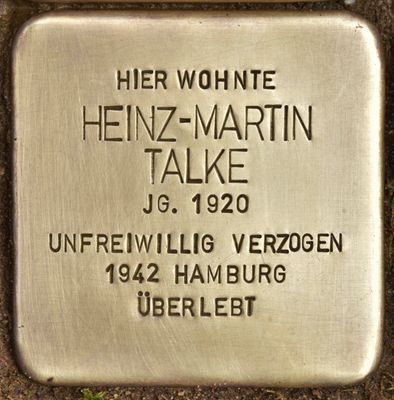 HIER WOHNTE
HEINZ-MARTIN
TALKE
JG. 1920
UNFREIWILLIG VERZOGEN
1942 HAMBURG
ÜBERLEBT